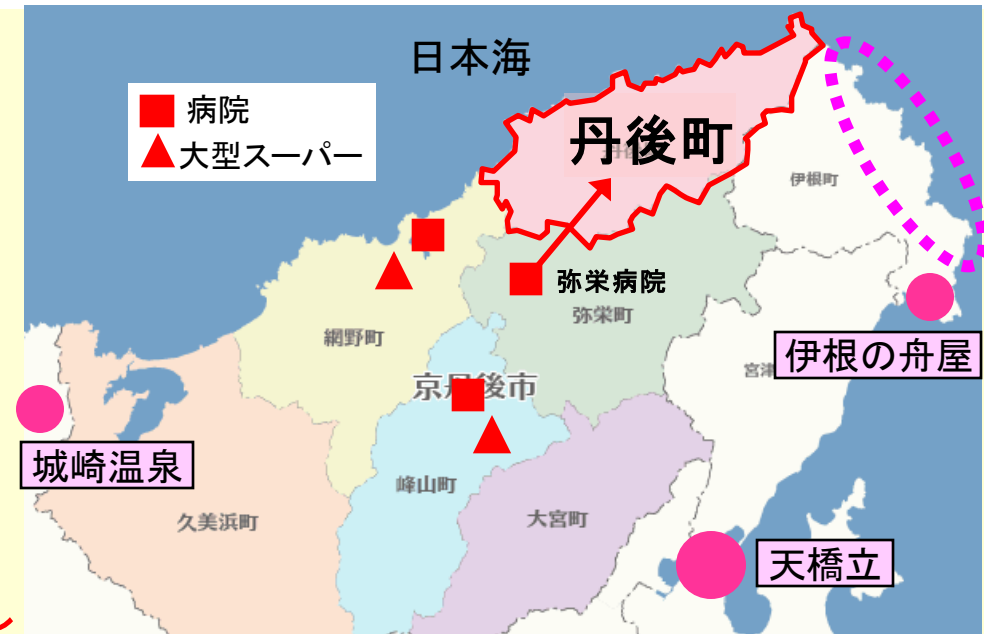 日本海
病院
大型スーパー
丹後町
伊根町
弥栄病院
弥栄町
網野町
伊根の舟屋
宮津
京丹後市
城崎温泉
峰山町
久美浜町
大宮町
天橋立